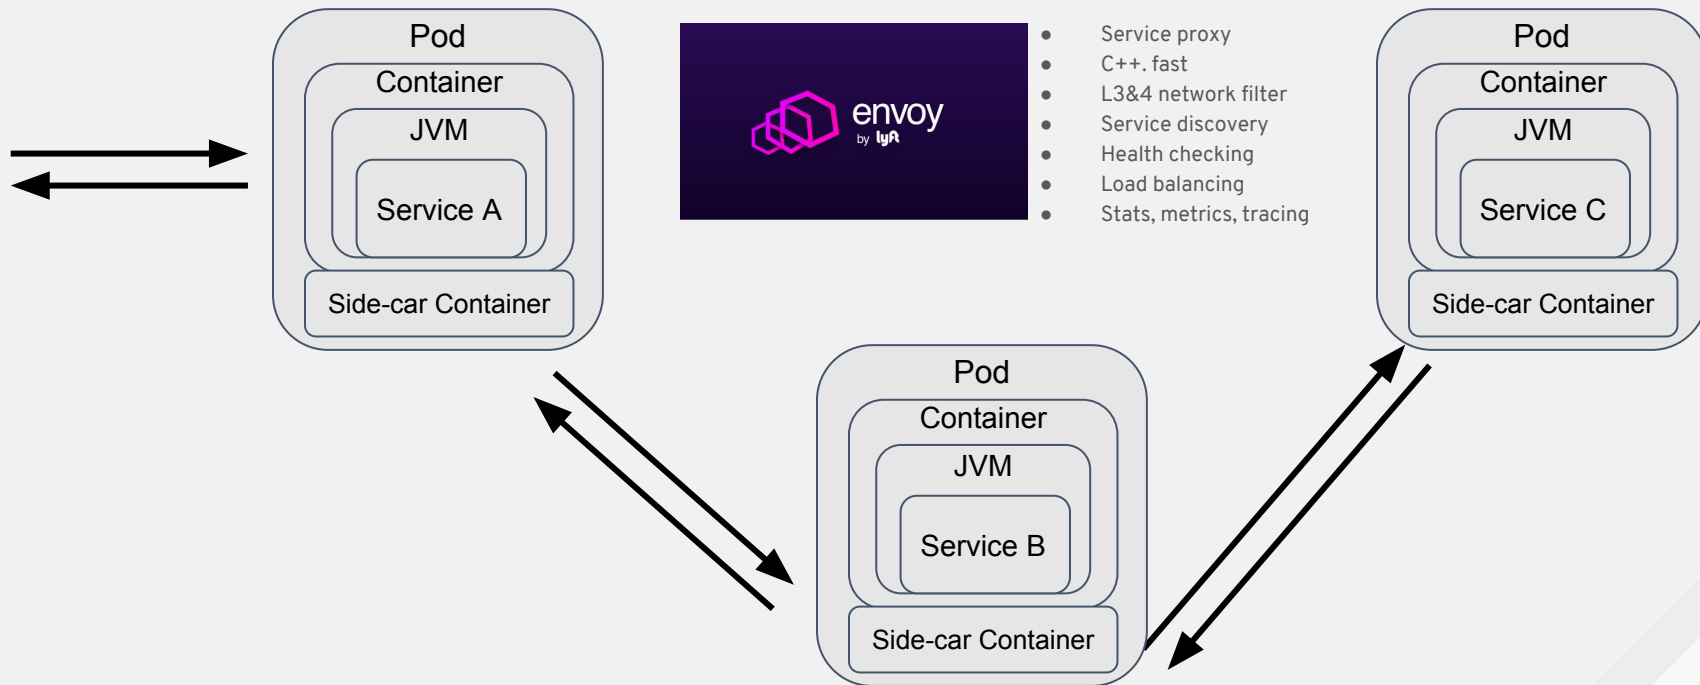 Pod
Container
JVM
Service A
Side-car Container
envoy
by lyft
● Service proxy
● C++. fast
● L3&4 network filter
● Service discovery
● Health checking
● Load balancing
● Stats, metrics, tracing
Pod
Container
JVM
Service C
Side-car Container
Pod
Container
JVM
Service B
Side-car Container